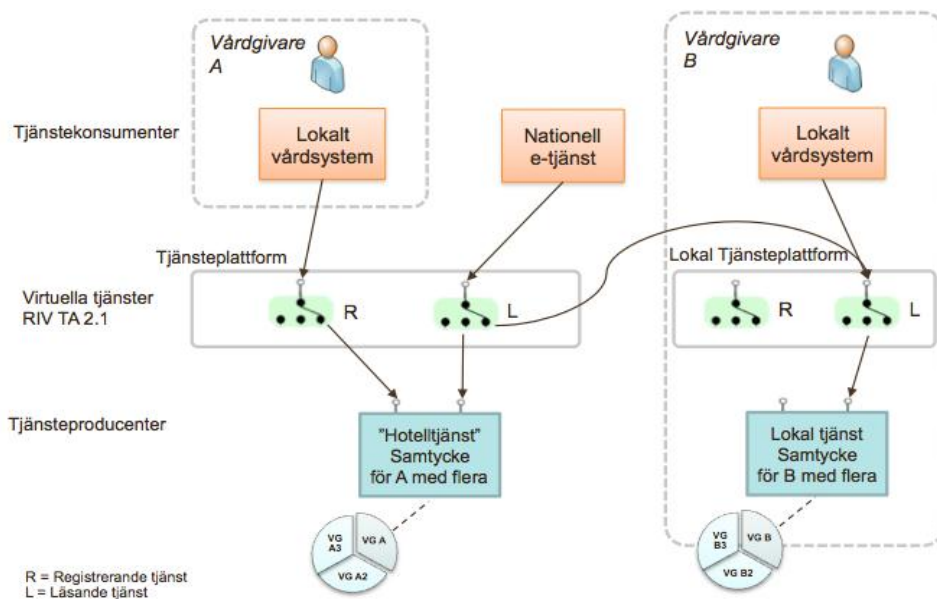 Vårdgivare
A
Vårdgivare
B
Tjänstekonsumenter
Lokalt
vårdsystem
Nationell
e-tjänst
Lokalt
vårdsystem
Tjänsteplattform
Lokal Tjänsteplattform
Virtuella tjänster
RIV TA 2.1
R
L
R
L
Tjänsteproducenter
"Hotelltjänst"
Samtycke
för A med flera
Lokal tjänst
Samtycke
för B med flera
VG
A3
VG A
VG A2
VG
B3
VG B
VG B2
R = Registrerande tjänst
L = Läsande tjänst